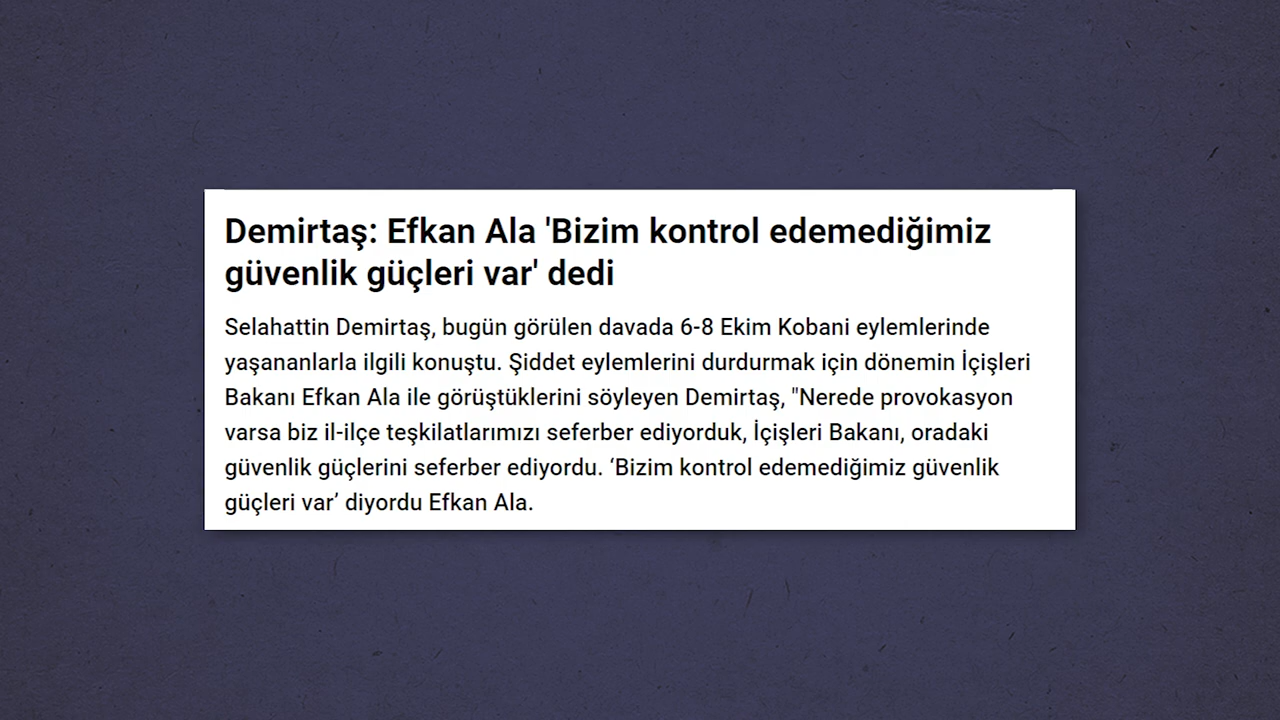 Demirtaş: Efkan Ala 'Bizim kontrol edemediğimiz
güvenlik güçleri var' dedi
Selahattin Demirtaş, bugün görülen davada 6-8 Ekim Kobani eylemlerinde
yaşananlarla ilgili konuştu. Şiddet eylemlerini durdurmak için dönemin İçişleri
Bakanı Efkan Ala ile görüştüklerini söyleyen Demirtaş, "Nerede provokasyon
varsa biz il-ilçe teşkilatlarımızı seferber ediyorduk, İçişleri Bakanı, oradaki
güvenlik güçlerini seferber ediyordu. ‘Bizim kontrol edemediğimiz güvenlik
güçleri var’ diyordu Efkan Ala.